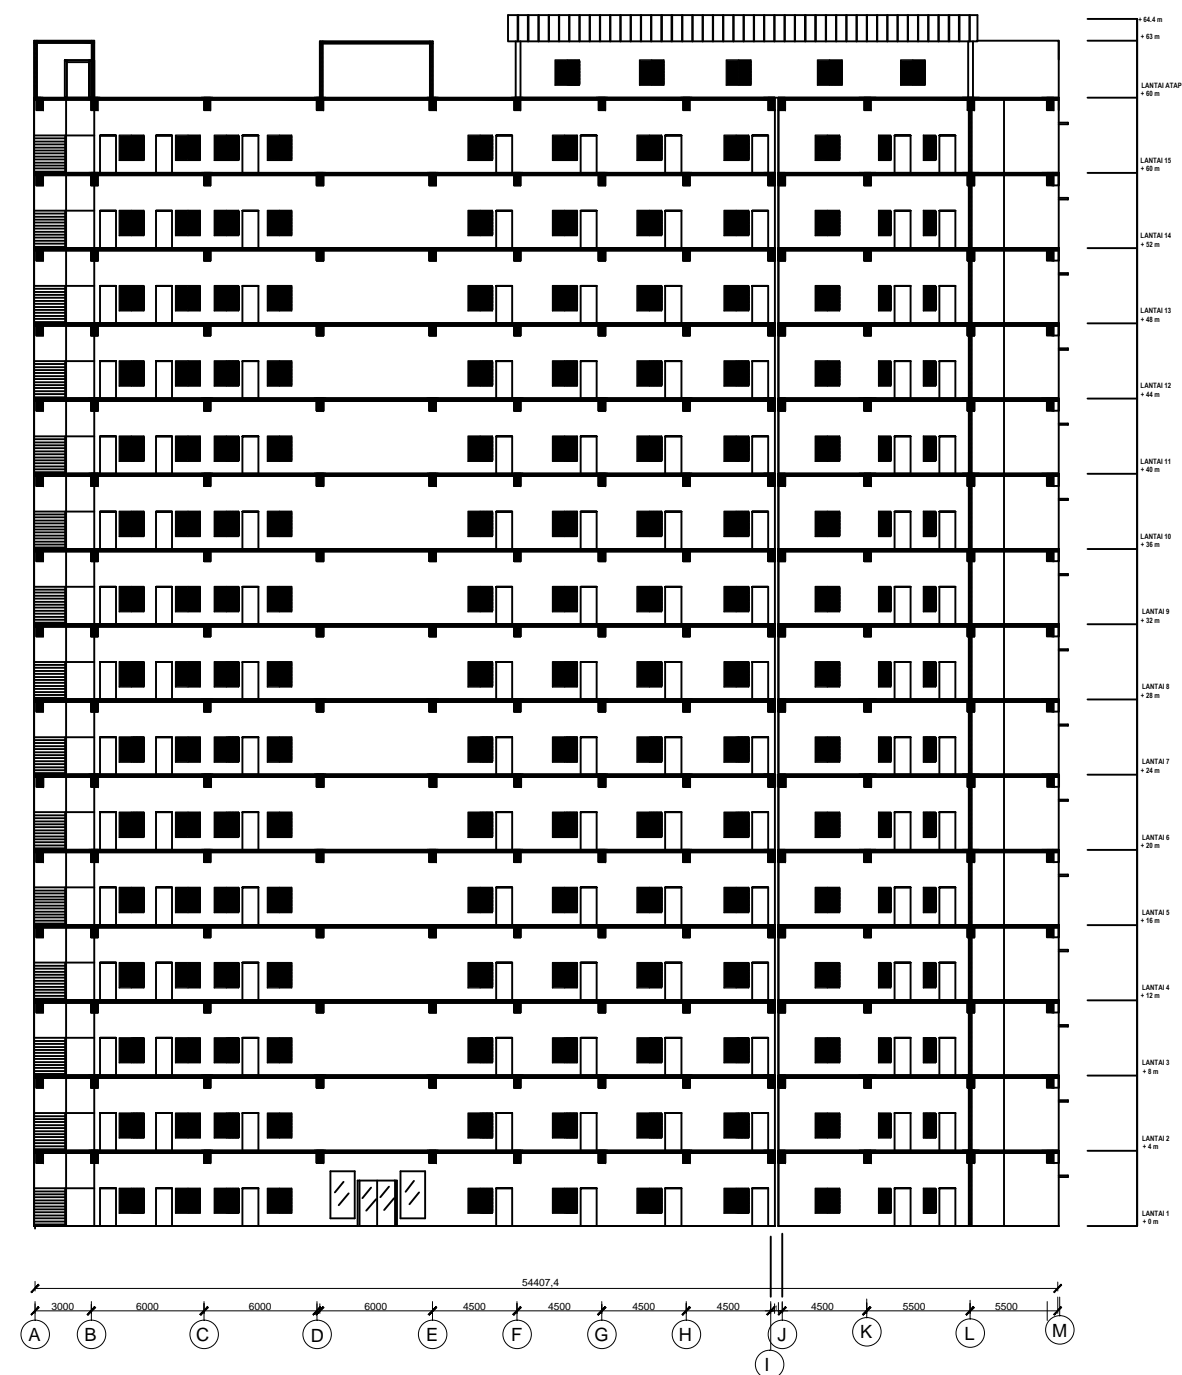 + 64.4 m
+ 63 m
LANTAI ATAP
+ 60 m
LANTAI 15
+ 60 m
LANTAI 14
+ 52 m
LANTAI 13
+ 48 m
LANTAI 12
+ 44 m
LANTAI 11
+ 40 m
LANTAI 10
+ 36 m
LANTAI 9
+ 32 m
LANTAI 8
+ 28 m
LANTAI 7
+ 24 m
LANTAI 6
+ 20 m
LANTAI 5
+ 16 m
LANTAI 4
+ 12 m
LANTAI 3
+ 8 m
LANTAI 2
+ 4 m
LANTAI 1
+ 0 m
54407,4
3000 6000 6000 6000 4500 4500 4500 4500 4500 5500 5500
A B C D E F G H J K L M
I